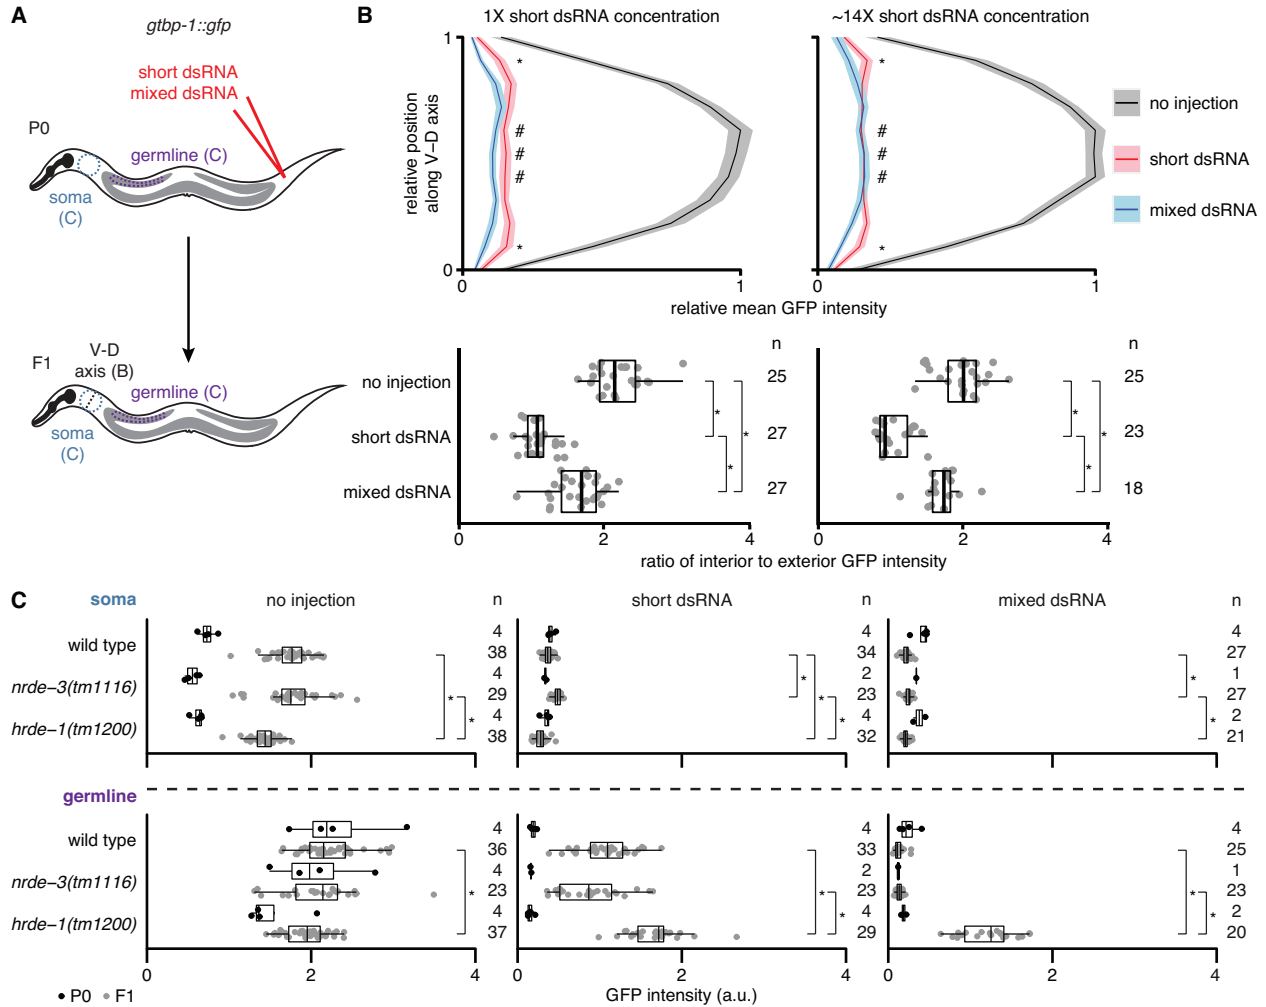 A
gtbp-1::gfp
short dsRNA
mixed dsRNA
P0
germline (C)
soma
(C)
F1
V-D
axis (B)
germline (C)
soma
(C)
B
1X short dsRNA concentration
~14X short dsRNA concentration
relative position
along V–D axis
1
0
*
#
#
#
*
*
#
#
#
*
0
1
0
1
relative mean GFP intensity
no injection
short dsRNA
mixed dsRNA
n
n
no injection
25
25
short dsRNA
27
23
mixed dsRNA
27
18
*
*
*
*
*
*
0
2
4
0
2
4
ratio of interior to exterior GFP intensity
C
soma
no injection
n
short dsRNA
n
mixed dsRNA
n
wild type
4
38
4
34
4
27
nrde−3(tm1116)
4
29
2
23
1
27
hrde−1(tm1200)
4
38
4
32
2
21
*
*
*
*
*
*
*
germline
wild type
4
36
4
33
4
25
nrde−3(tm1116)
4
23
2
23
1
23
hrde−1(tm1200)
4
37
4
29
2
20
*
*
*
*
*
0
2
4
0
2
4
0
2
4
GFP intensity (a.u.)
P0
F1